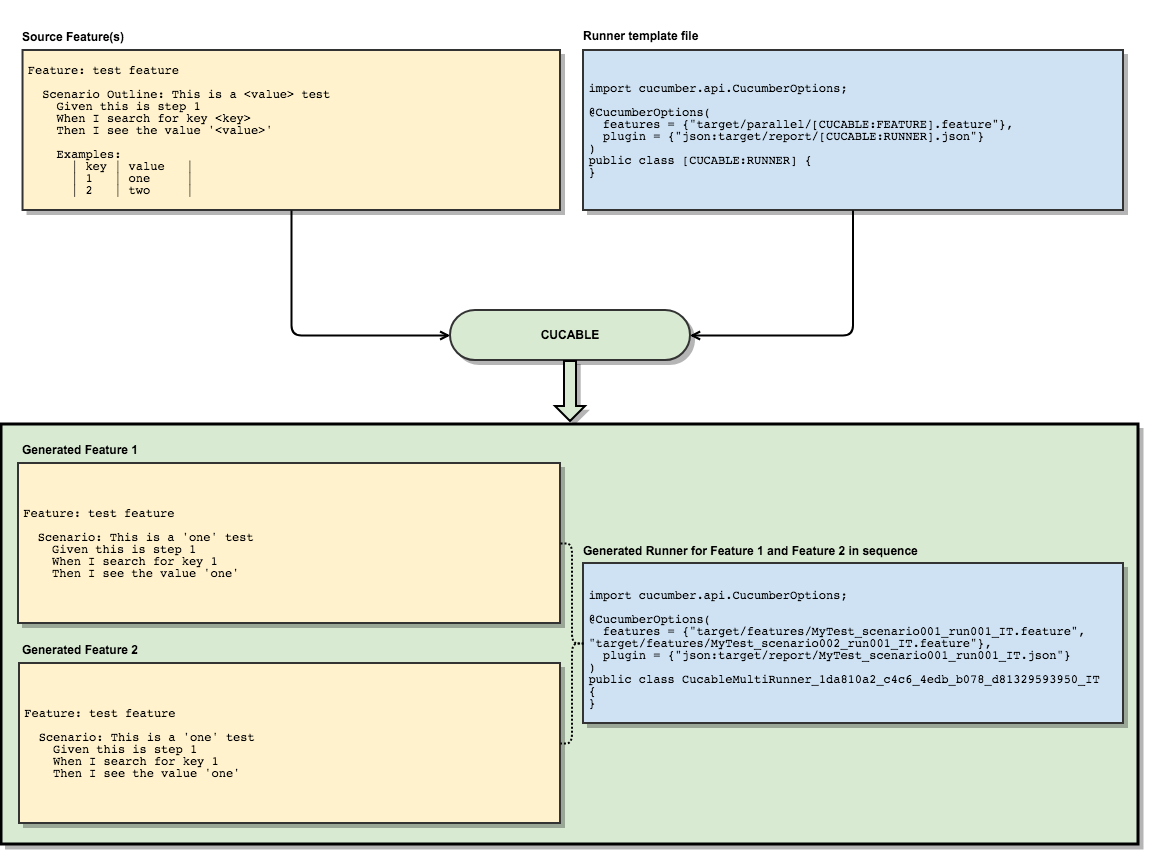 Source Feature(s)
Feature: test feature
Scenario Outline: This is a <value> test
Given this is step 1
When I search for key <key>
Then I see the value '<value>'
Examples:
| key | value |
| 1 | one |
| 2 | two |
Runner template file
import cucumber.api.CucumberOptions;
@CucumberOptions(
features = {"target/parallel/[CUCABLE:FEATURE].feature"},
plugin = {"json:target/report/[CUCABLE:RUNNER].json"}
)
public class [CUCABLE:RUNNER] {
}
CUCABLE
Generated Feature 1
Feature: test feature
Scenario: This is a 'one' test
Given this is step 1
When I search for key 1
Then I see the value 'one'
Generated Feature 2
Feature: test feature
Scenario: This is a 'one' test
Given this is step 1
When I search for key 1
Then I see the value 'one'
Generated Runner for Feature 1 and Feature 2 in sequence
import cucumber.api.CucumberOptions;
@CucumberOptions(
features = {"target/features/MyTest_scenario001_run001_IT.feature",
"target/features/MyTest_scenario002_run001_IT.feature"},
plugin = {"json:target/report/MyTest_scenario001_run001_IT.json"}
)
public class CucableMultiRunner_1da810a2_c4c6_4edb_b078_d81329593950_IT
{
}